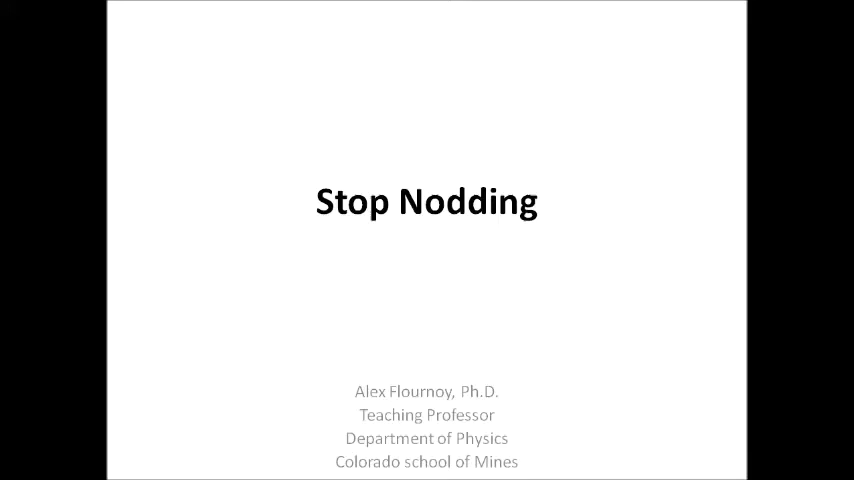 Stop Nodding
Alex Flournoy, Ph.D.
Teaching Professor
Department of Physics
Colorado school of Mines